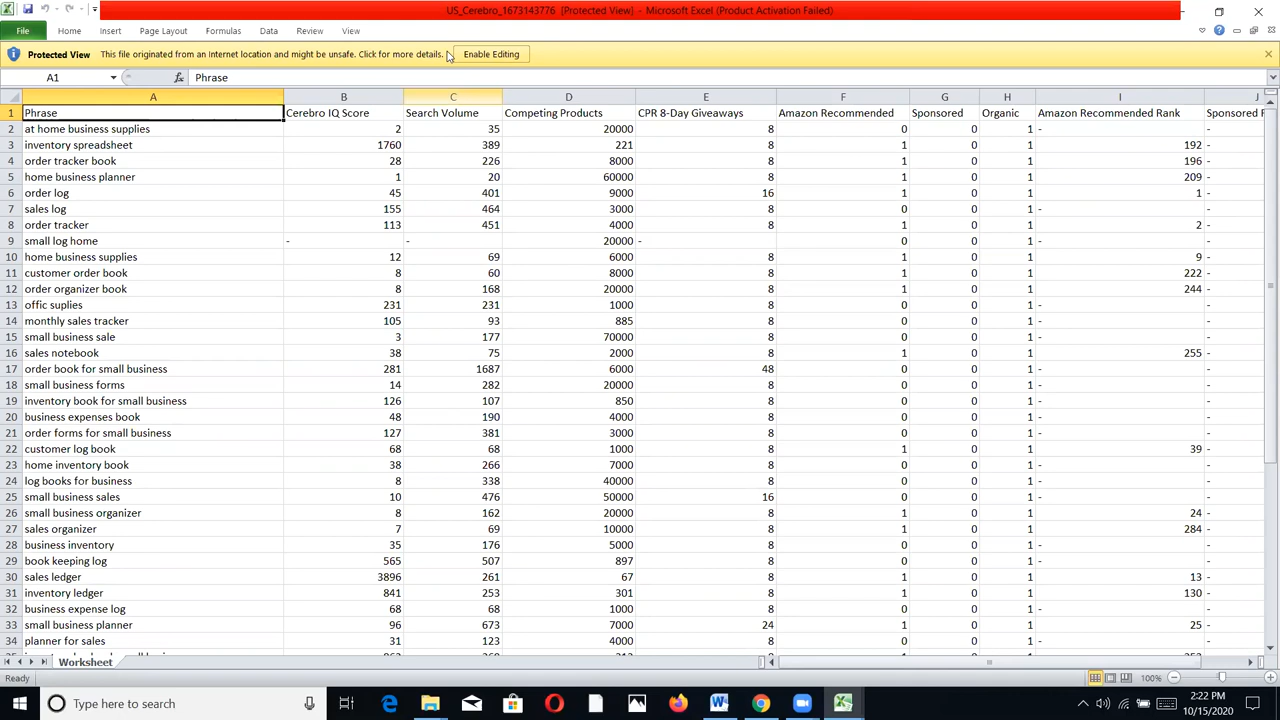 US_Cerebro_1673143776 [Protected View] - Microsoft Excel (Product Activation Failed)
File Home Insert Page Layout Formulas Data Review View
Protected View This file originated from an Internet location and might be unsafe. Click for more details. Enable Editing
A1 fx Phrase
A B C D E F G H I J
1 Phrase Cerebro IQ Score Search Volume Competing Products CPR 8-Day Giveaways Amazon Recommended Sponsored Organic Amazon Recommended Rank Sponsored
2 at home business supplies 2 35 20000 8 0 0 1 - -
3 inventory spreadsheet 1760 389 221 8 1 0 1 192 -
4 order tracker book 28 226 8000 8 1 0 1 196 -
5 home business planner 1 20 60000 8 1 0 1 209 -
6 order log 45 401 9000 16 1 0 1 1 -
7 sales log 155 464 3000 8 0 0 1 - -
8 order tracker 113 451 4000 8 1 0 1 2 -
9 small log home - - 20000 - 0 0 1 - -
10 home business supplies 12 69 6000 8 1 0 1 9 -
11 customer order book 8 60 8000 8 1 0 1 222 -
12 order organizer book 8 168 20000 8 1 0 1 244 -
13 offic suplies 231 231 1000 8 0 0 1 - -
14 monthly sales tracker 105 93 885 8 0 0 1 - -
15 small business sale 3 177 70000 8 0 0 1 - -
16 sales notebook 38 75 2000 8 1 0 1 255 -
17 order book for small business 281 1687 6000 48 0 0 1 - -
18 small business forms 14 282 20000 8 0 0 1 - -
19 inventory book for small business 126 107 850 8 0 0 1 - -
20 business expenses book 48 190 4000 8 0 0 1 - -
21 order forms for small business 127 381 3000 8 0 0 1 - -
22 customer log book 68 68 1000 8 1 0 1 39 -
23 home inventory book 38 266 7000 8 0 0 1 - -
24 log books for business 8 338 40000 8 0 0 1 - -
25 small business sales 10 476 50000 16 0 0 1 - -
26 small business organizer 8 162 20000 8 1 0 1 24 -
27 sales organizer 7 69 10000 8 1 0 1 284 -
28 business inventory 35 176 5000 8 0 0 1 - -
29 book keeping log 565 507 897 8 0 0 1 - -
30 sales ledger 3896 261 67 8 1 0 1 13 -
31 inventory ledger 841 253 301 8 1 0 1 130 -
32 business expense log 68 68 1000 8 0 0 1 - -
33 small business planner 96 673 7000 24 1 0 1 25 -
34 planner for sales 31 123 4000 8 0 0 1 - -
Worksheet
Ready 100%
Type here to search 2:22 PM
10/15/2020